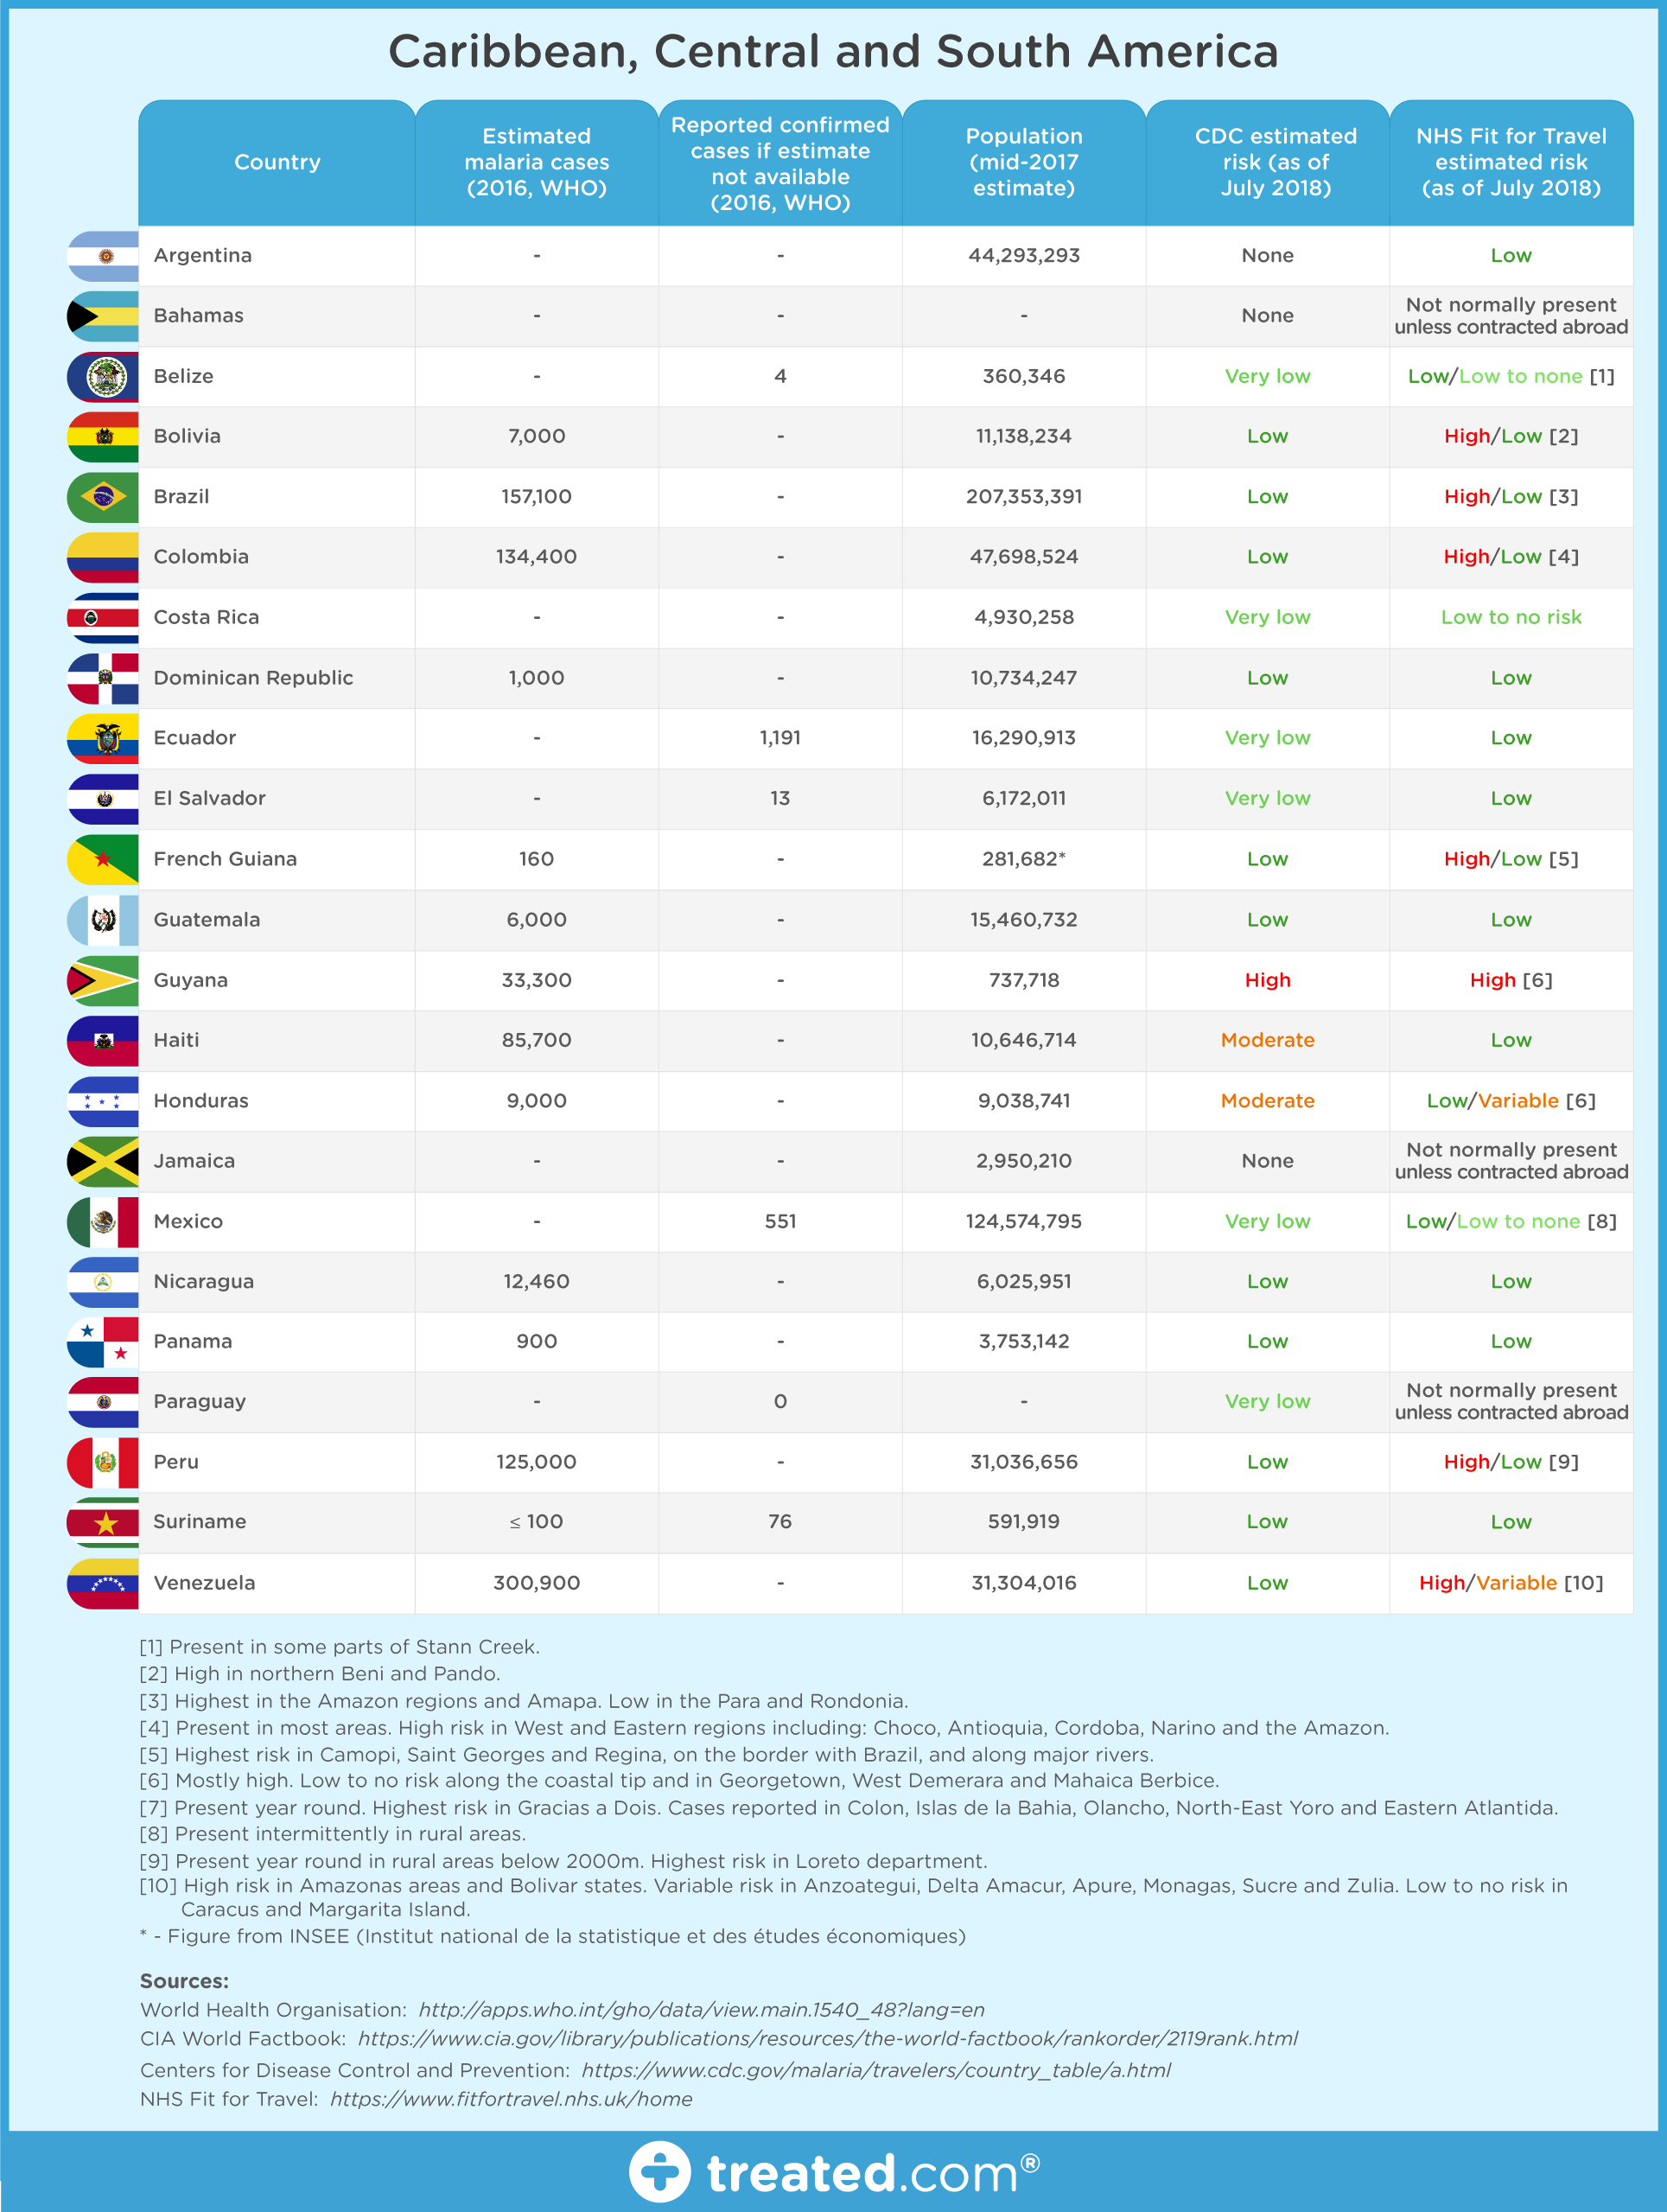 Caribbean, Central and South America
Country
Estimated
malaria cases
(2016, WHO)
Reported confirmed
cases if estimate
not available
(2016, WHO)
Population
(mid-2017
estimate)
CDC estimated
risk (as of
July 2018)
NHS Fit for Travel
estimated risk
(as of July 2018)
Argentina - - 44,293,293 None Low
Bahamas - - - None Not normally present
unless contracted abroad
Belize - 4 360,346 Very low Low/Low to none [1]
Bolivia 7,000 - 11,138,234 Low High/Low [2]
Brazil 157,100 - 207,353,391 Low High/Low [3]
Colombia 134,400 - 47,698,524 Low High/Low [4]
Costa Rica - - 4,930,258 Very low Low to no risk
Dominican Republic 1,000 - 10,734,247 Low Low
Ecuador - 1,191 16,290,913 Very low Low
El Salvador - 13 6,172,011 Very low Low
French Guiana 160 - 281,682* Low High/Low [5]
Guatemala 6,000 - 15,460,732 Low Low
Guyana 33,300 - 737,718 High High [6]
Haiti 85,700 - 10,646,714 Moderate Low
Honduras 9,000 - 9,038,741 Moderate Low/Variable [6]
Jamaica - - 2,950,210 None Not normally present
unless contracted abroad
Mexico - 551 124,574,795 Very low Low/Low to none [8]
Nicaragua 12,460 - 6,025,951 Low Low
Panama 900 - 3,753,142 Low Low
Paraguay - 0 - Very low Not normally present
unless contracted abroad
Peru 125,000 - 31,036,656 Low High/Low [9]
Suriname ≤ 100 76 591,919 Low Low
Venezuela 300,900 - 31,304,016 Low High/Variable [10]
[1] Present in some parts of Stann Creek.
[2] High in northern Beni and Pando.
[3] Highest in the Amazon regions and Amapa. Low in the Para and Rondonia.
[4] Present in most areas. High risk in West and Eastern regions including: Choco, Antioquia, Cordoba, Narino and the Amazon.
[5] Highest risk in Camopi, Saint Georges and Regina, on the border with Brazil, and along major rivers.
[6] Mostly high. Low to no risk along the coastal tip and in Georgetown, West Demerara and Mahaica Berbice.
[7] Present year round. Highest risk in Gracias a Dois. Cases reported in Colon, Islas de la Bahia, Olancho, North-East Yoro and Eastern Atlantida.
[8] Present intermittently in rural areas.
[9] Present year round in rural areas below 2000m. Highest risk in Loreto department.
[10] High risk in Amazonas areas and Bolivar states. Variable risk in Anzoategui, Delta Amacur, Apure, Monagas, Sucre and Zulia. Low to no risk in
Caracus and Margarita Island.
* - Figure from INSEE (Institut national de la statistique et des études économiques)
Sources:
World Health Organisation: http://apps.who.int/gho/data/view.main.1540_48?lang=en
CIA World Factbook: https://www.cia.gov/library/publications/resources/the-world-factbook/rankorder/2119rank.html
Centers for Disease Control and Prevention: https://www.cdc.gov/malaria/travelers/country_table/a.html
NHS Fit for Travel: https://www.fitfortravel.nhs.uk/home
treated.com®